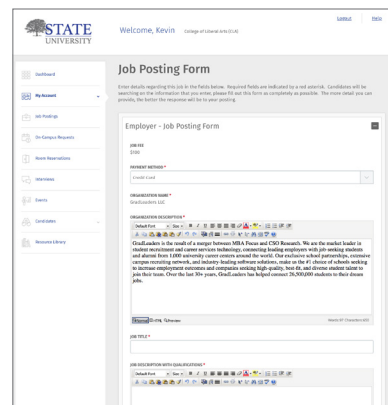 Logout Help
STATE
UNIVERSITY
Welcome, Kevin College of Liberal Arts (CLA)
Dashboard
My Account
Job Postings
On-Campus Requests
Room Reservations
Interviews
Events
Candidates
Resource Library
Job Posting Form
Enter details regarding this job in the fields below. Required fields are indicated by a red asterisk. Candidates will be
searching on the information that you enter; please fill out this form as completely as possible. The more detail you can
provide, the better the response will be to your posting.
Employer - Job Posting Form
JOB FEE
$100
PAYMENT METHOD *
Credit Card
ORGANIZATION NAME *
GradLeaders LLC
ORGANIZATION DESCRIPTION *
Default Font Size
GradLeaders is the result of a merger between MBA Focus and CSO Research. We are the market leader in
student recruitment and career services technology, connecting leading employers with job-seeking students
and alumni from 1,000 university career centers around the world. Our exclusive school partnerships, extensive
campus recruiting network, and industry-leading software solutions, make us the #1 choice of schools seeking
to increase employment outcomes and companies seeking high-quality, best-fit, and diverse student talent to
join their team. Over the last 30+ years, GradLeaders has helped connect 26,500,000 students to their dream
jobs.
Normal HTML Preview
JOB TITLE *
JOB DESCRIPTION WITH QUALIFICATIONS *
Default Font Size